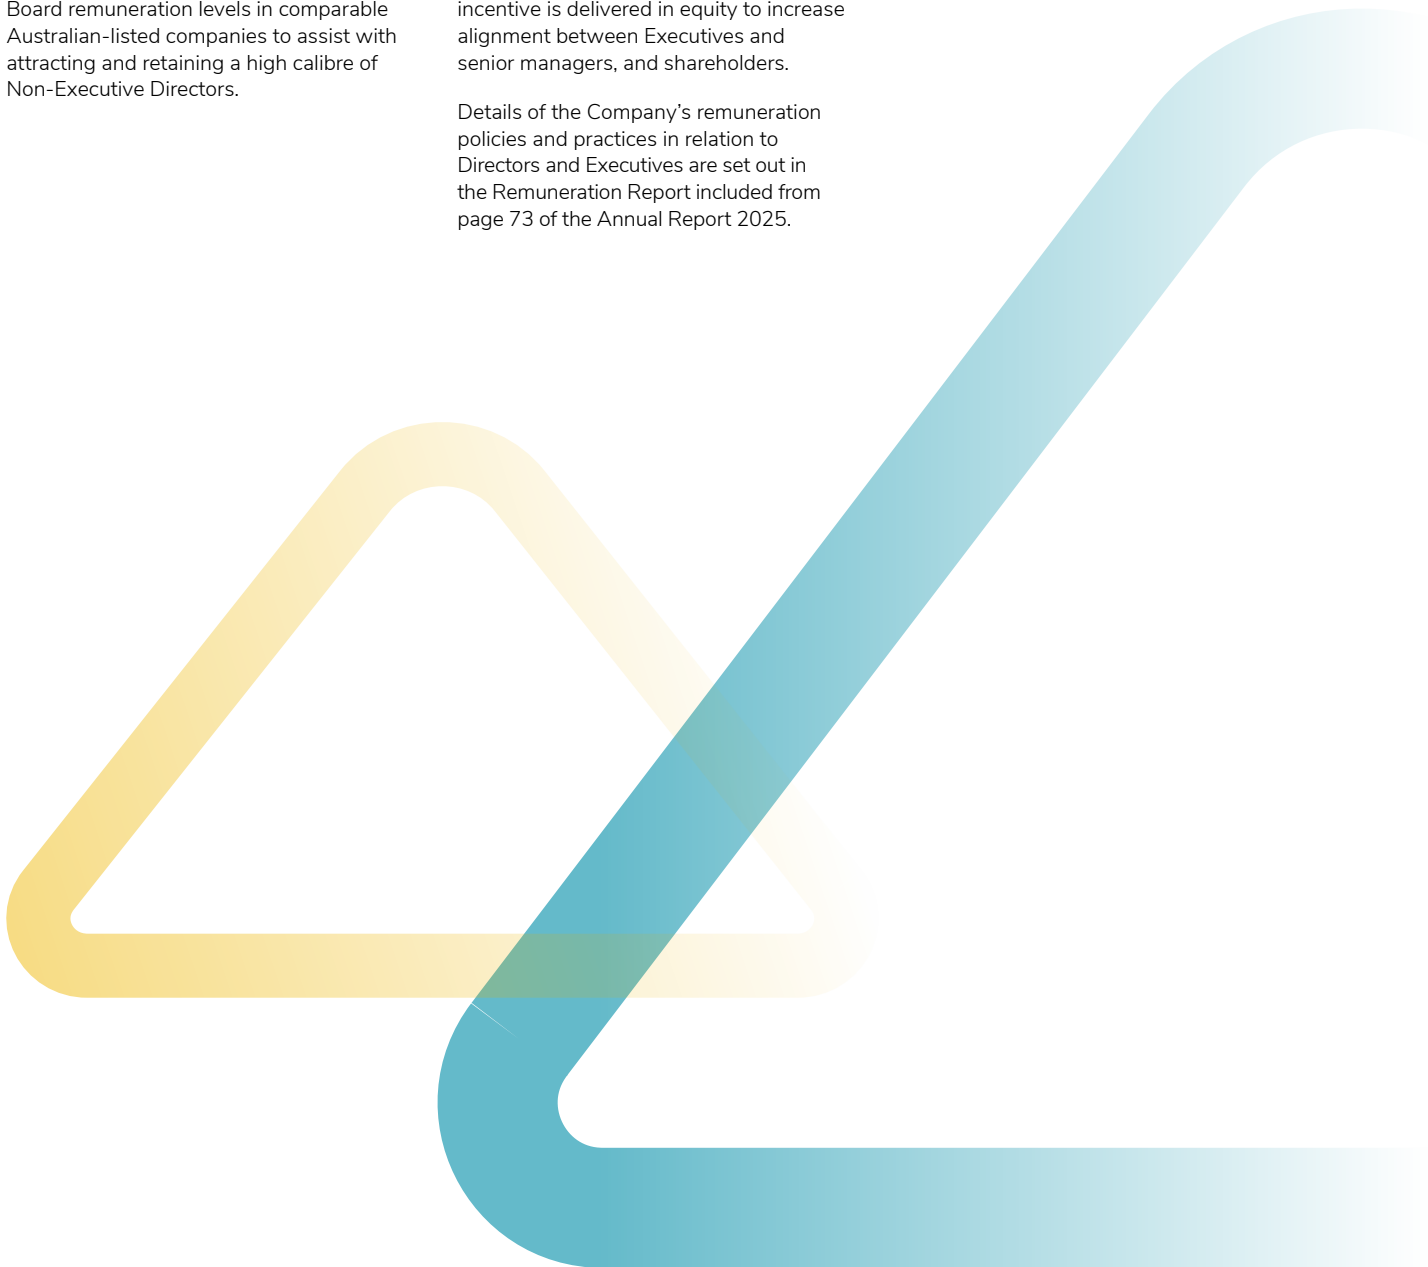 Board remuneration levels in comparable
Australian-listed companies to assist with
attracting and retaining a high calibre of
Non-Executive Directors.
incentive is delivered in equity to increase
alignment between Executives and
senior managers, and shareholders.
Details of the Company’s remuneration
policies and practices in relation to
Directors and Executives are set out in
the Remuneration Report included from
page 73 of the Annual Report 2025.